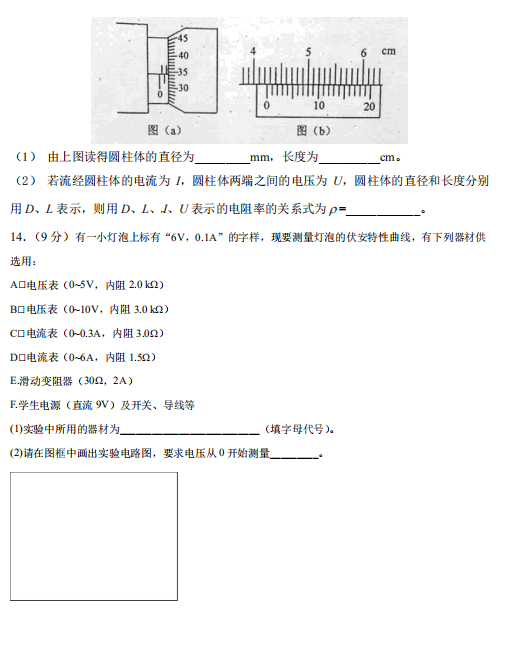 45
40
35
30
0
4 5 6 cm
0 10 20
图(a) 图(b)
(1) 由上图读得圆柱体的直径为_________mm,长度为__________cm。
(2) 若流经圆柱体的电流为 I,圆柱体两端之间的电压为 U,圆柱体的直径和长度分别
用 D、L 表示,则用 D、L、I、U 表示的电阻率的关系式为ρ=____________。
14.(9 分)有一小灯泡上标有“6V,0.1A”的字样,现要测量灯泡的伏安特性曲线,有下列器材供
选用:
A□电压表(0~5V,内阻 2.0 kΩ)
B□电压表(0~10V,内阻 3.0 kΩ)
C□电流表(0~0.3A,内阻 3.0Ω)
D□电流表(0~6A,内阻 1.5Ω)
E.滑动变阻器(30Ω,2A)
F.学生电源(直流 9V)及开关、导线等
(1)实验中所用的器材为__________________________(填字母代号)。
(2)请在图框中画出实验电路图,要求电压从 0 开始测量_________。